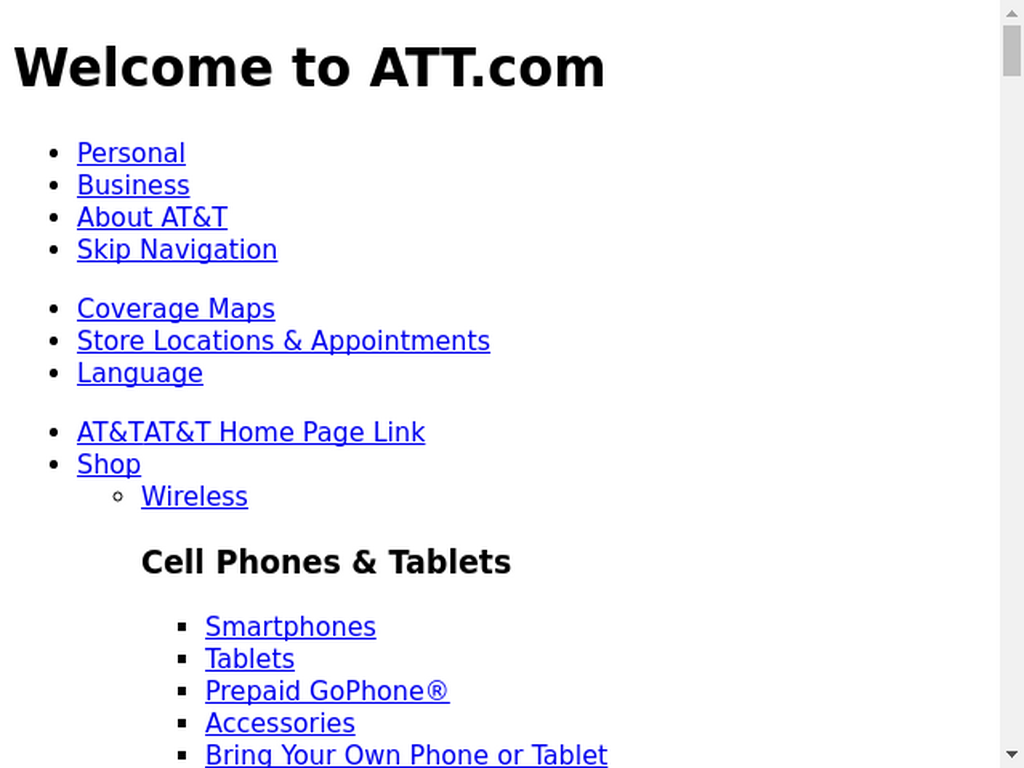 Welcome to ATT.com
Personal
Business
About AT&T
Skip Navigation
Coverage Maps
Store Locations & Appointments
Language
AT&TAT&T Home Page Link
Shop
Wireless
Cell Phones & Tablets
Smartphones
Tablets
Prepaid GoPhone®
Accessories
Bring Your Own Phone or Tablet